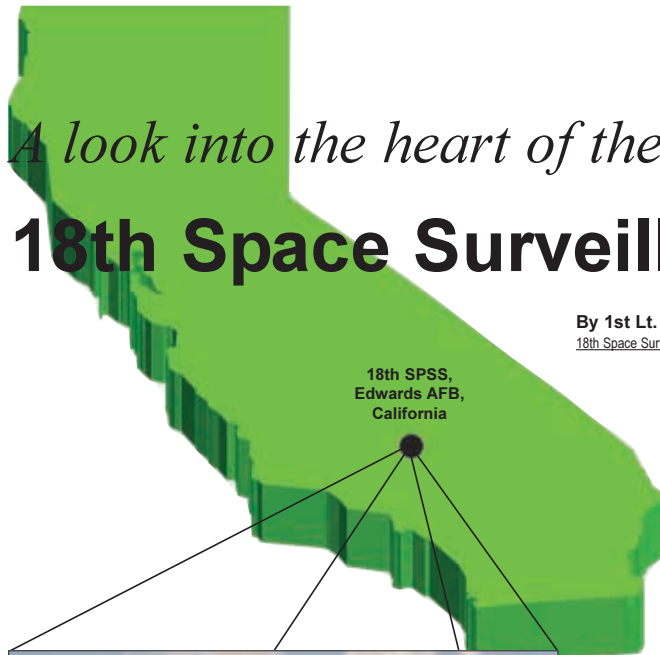 A look into the heart of the
18th Space Surveill
By 1st Lt.
18th Space Sur
18th SPSS,
Edwards AFB,
California